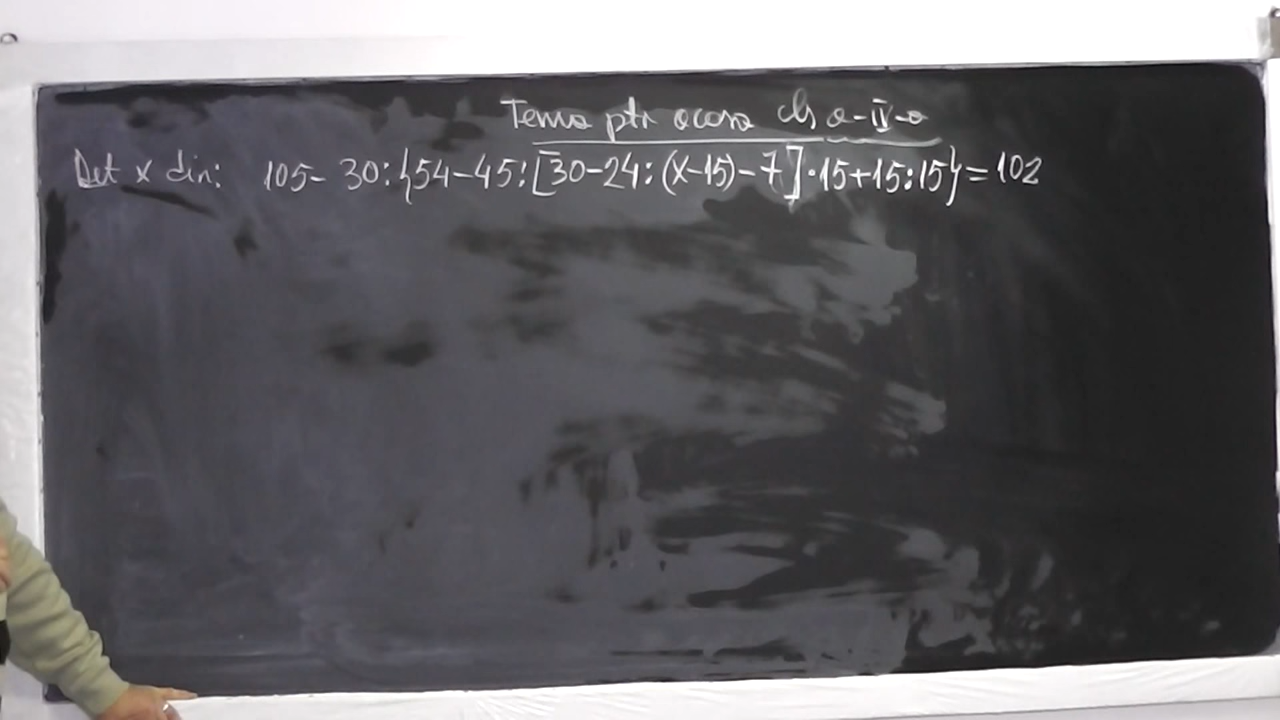 Tema ptr acasa cls a-IV-a
Det x din: 105- 30:{54-45:[30-24:(x-15)-7]·15+15:15}=102